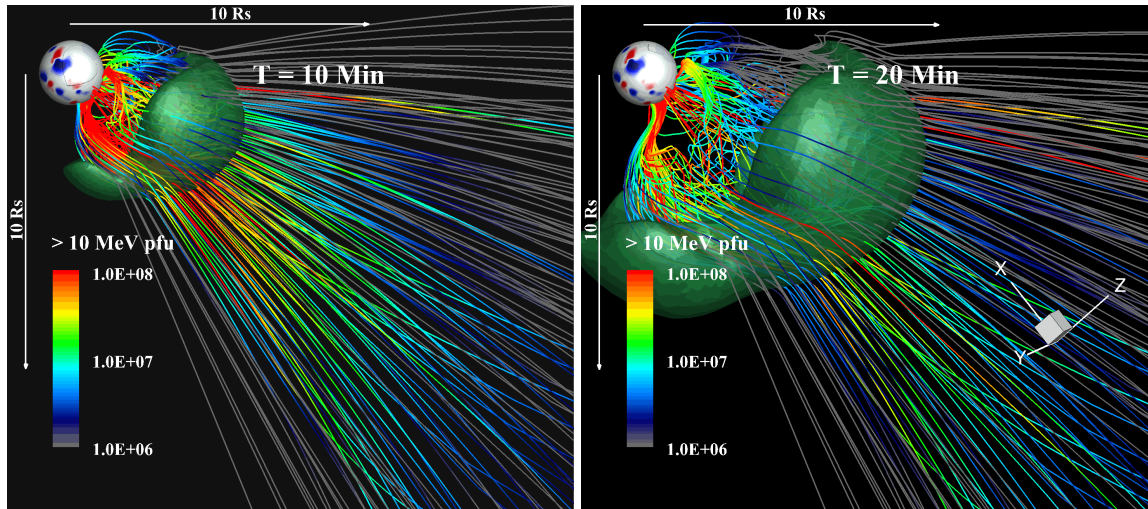 10 Rs
T = 10 Min
10 Rs
> 10 MeV pfu
1.0E+08
1.0E+07
1.0E+06
10 Rs
T = 20 Min
10 Rs
> 10 MeV pfu
1.0E+08
1.0E+07
1.0E+06
X
Z
Y